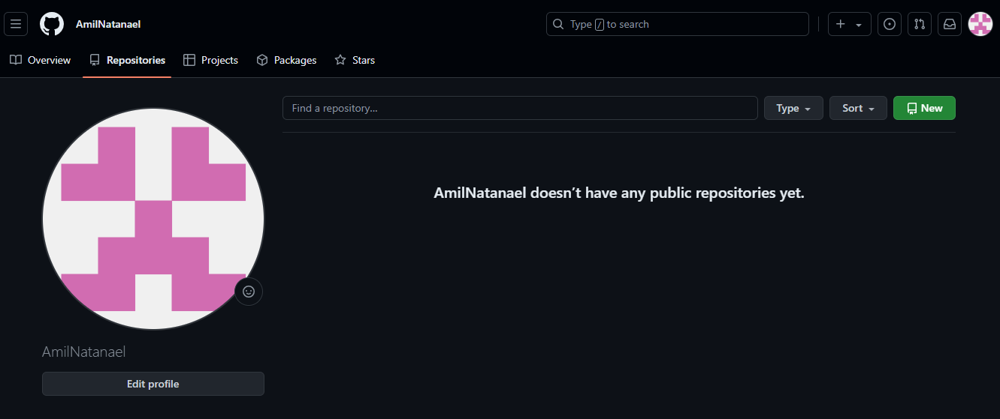 AmilNatanael
Type / to search
Overview
Repositories
Projects
Packages
Stars
Find a repository...
Type
Sort
New
AmilNatanael doesn’t have any public repositories yet.
AmilNatanael
Edit profile